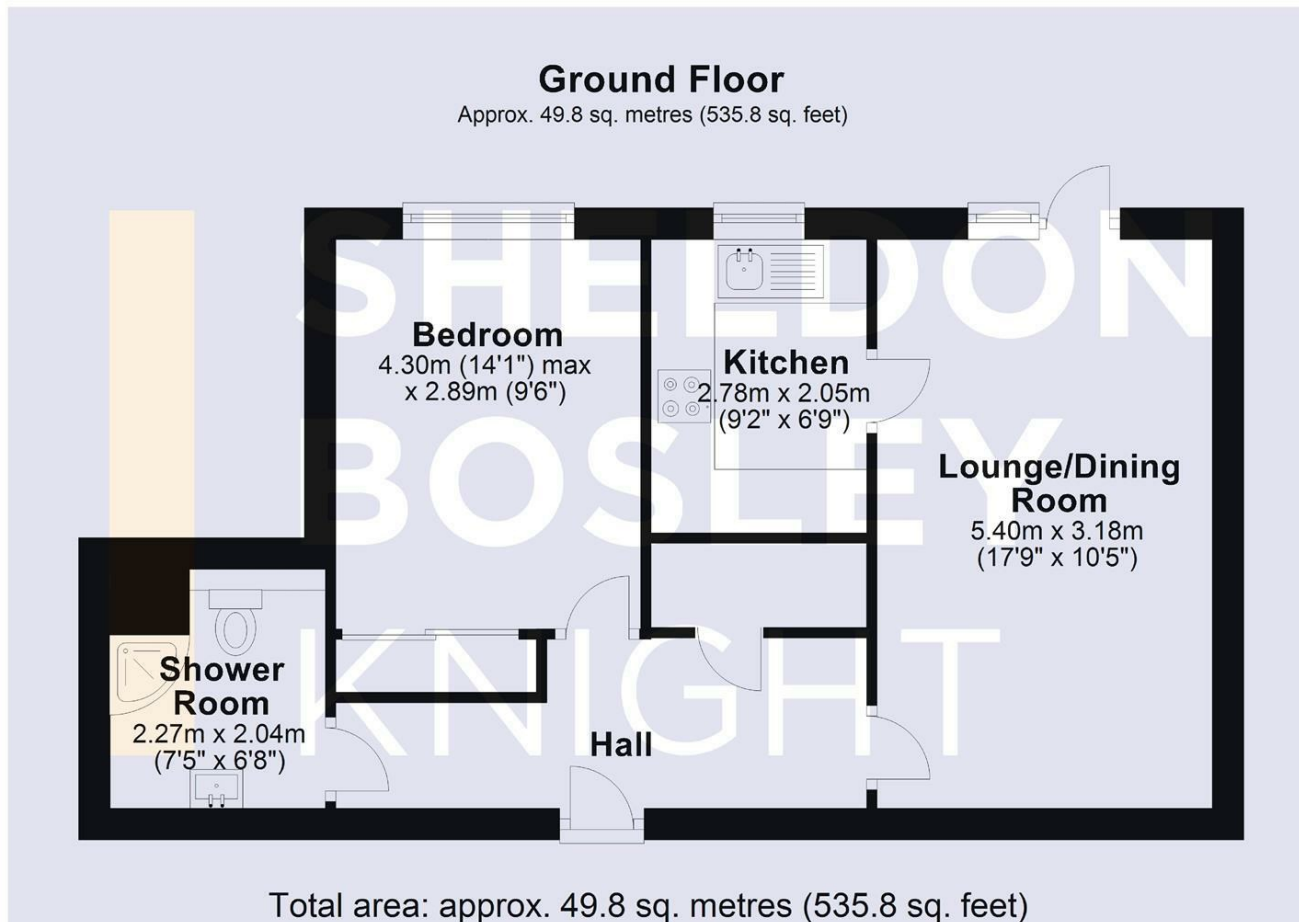 Ground Floor
Approx. 49.8 sq. metres (535.8 sq. feet)
SHELDON
BOSLEY
KNIGHT
Bedroom
4.30m (14'1") max
x 2.89m (9'6")
Kitchen
2.78m x 2.05m
(9'2" x 6'9")
Lounge/Dining
Room
5.40m x 3.18m
(17'9" x 10'5")
Shower
Room
2.27m x 2.04m
(7'5" x 6'8")
Hall
Total area: approx. 49.8 sq. metres (535.8 sq. feet)